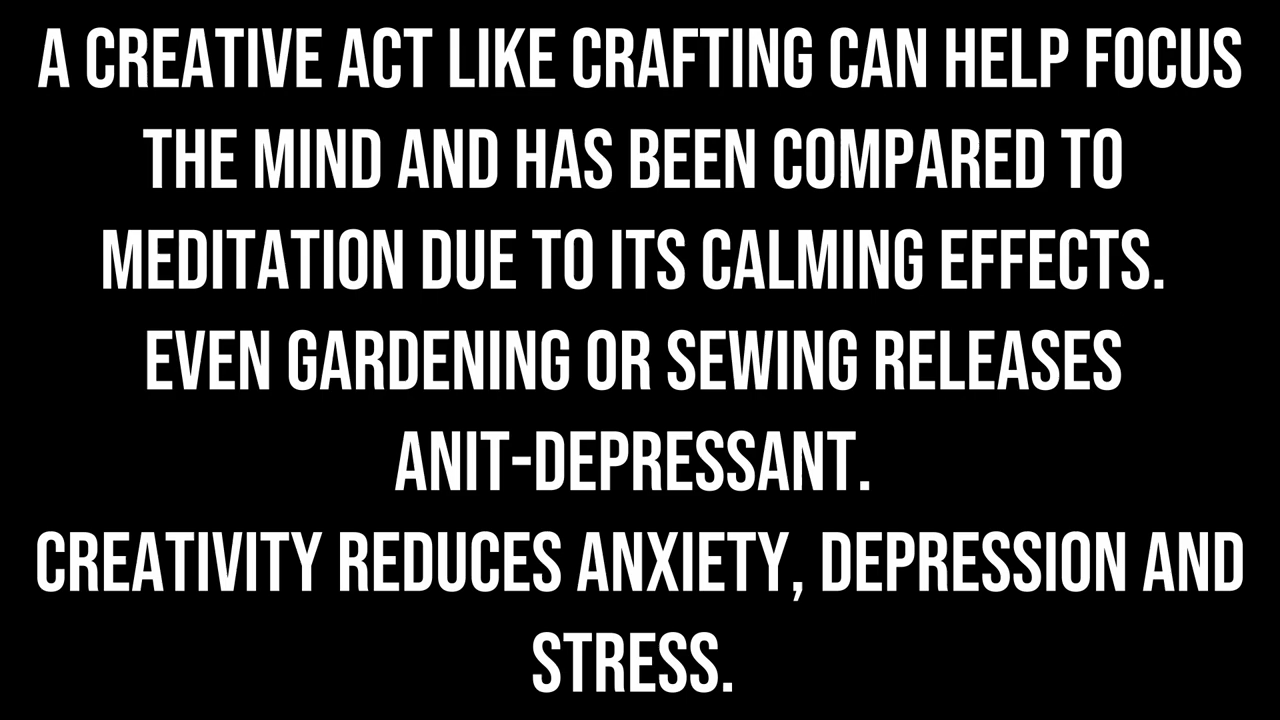 A CREATIVE ACT LIKE CRAFTING CAN HELP FOCUS
THE MIND AND HAS BEEN COMPARED TO
MEDITATION DUE TO ITS CALMING EFFECTS.
EVEN GARDENING OR SEWING RELEASES
ANIT-DEPRESSANT.
CREATIVITY REDUCES ANXIETY, DEPRESSION AND
STRESS.